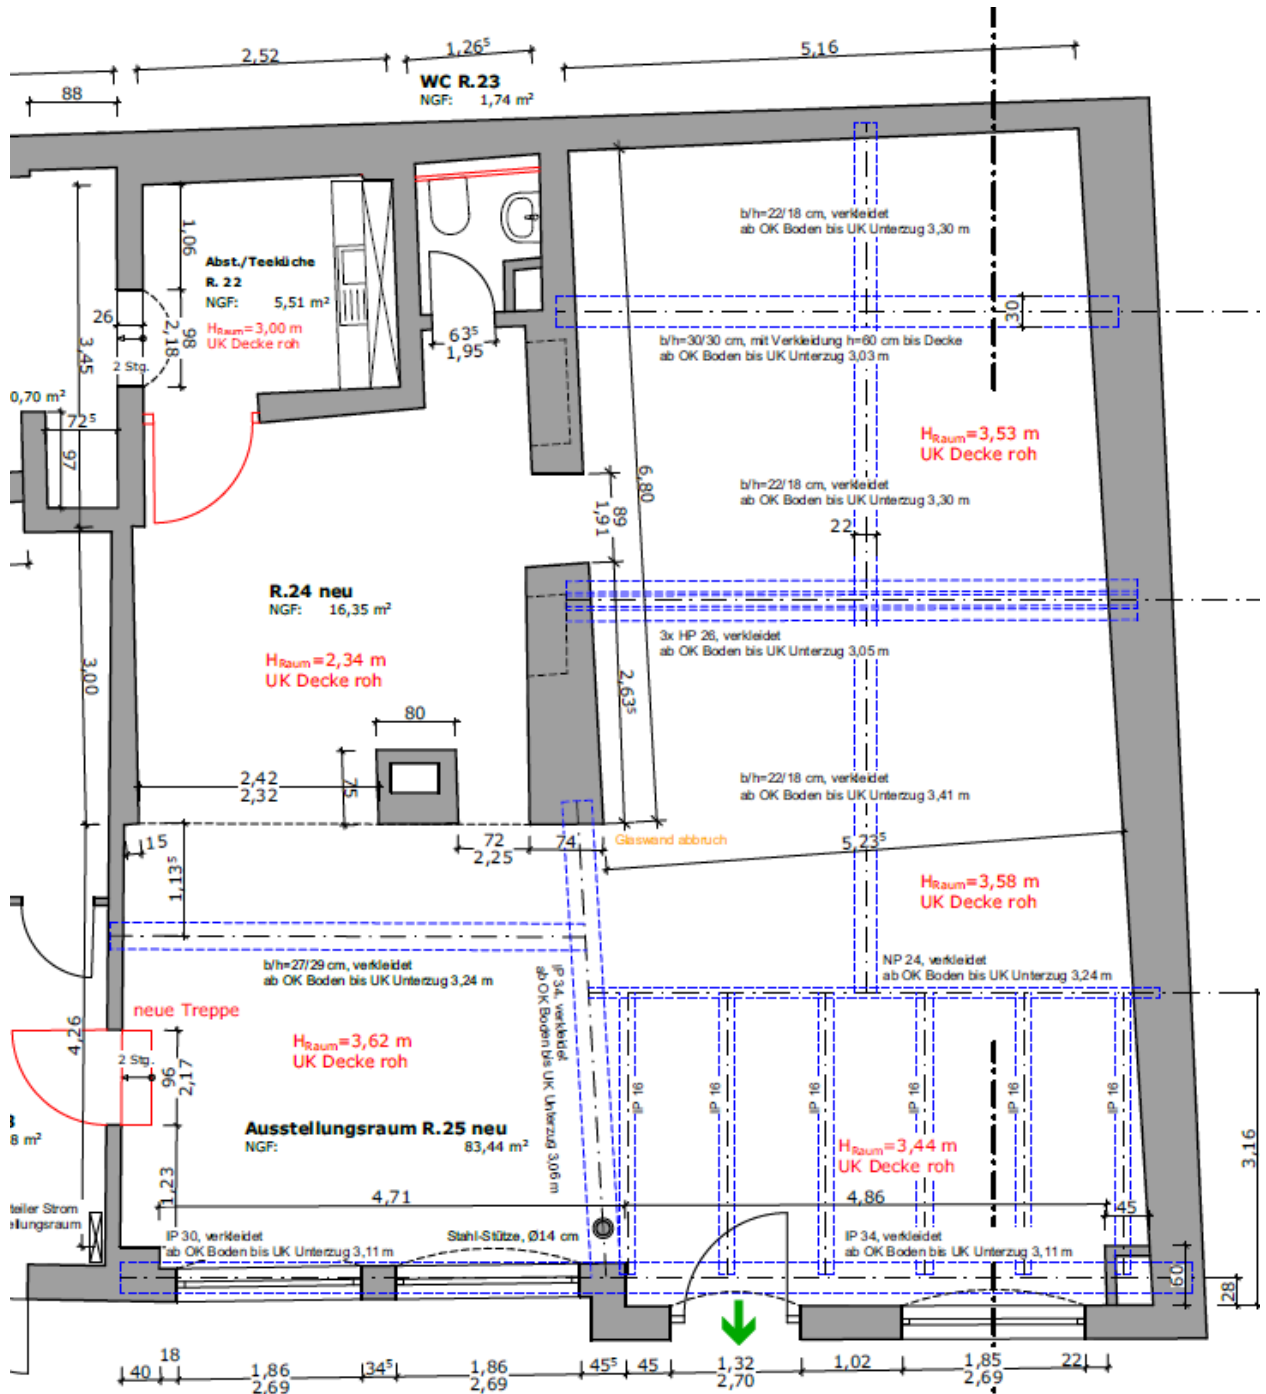 2,52
1,26⁵
5,16
88
WC R.23
NGF: 1,74 m²
1,06
Abst./Teeküche
R. 22
NGF: 5,51 m²
H Raum=3,00 m
UK Decke roh
26
98
2,18
3,45
2 Stg.
63⁵
1,95
b/h=22/18 cm, verkleidet
ab OK Boden bis UK Unterzug 3,30 m
30
b/h=30/30 cm, mit Verkleidung h=60 cm bis Decke
ab OK Boden bis UK Unterzug 3,03 m
0,70 m²
72⁵
97
H Raum=3,53 m
UK Decke roh
6,80
89
1,91
b/h=22/18 cm, verkleidet
ab OK Boden bis UK Unterzug 3,30 m
22
R.24 neu
NGF: 16,35 m²
H Raum=2,34 m
UK Decke roh
3,00
3x HP 26, verkleidet
ab OK Boden bis UK Unterzug 3,05 m
2,63⁵
80
75
2,42
2,32
b/h=22/18 cm, verkleidet
ab OK Boden bis UK Unterzug 3,41 m
15
1,13⁵
72
2,25
74
Glaswand abbruch
5,23⁵
H Raum=3,58 m
UK Decke roh
b/h=27/29 cm, verkleidet
ab OK Boden bis UK Unterzug 3,24 m
NP 24, verkleidet
ab OK Boden bis UK Unterzug 3,24 m
IP 34, verkleidet
ab OK Boden bis UK Unterzug 3,06 m
neue Treppe
4,26
2 Stg.
96
2,17
H Raum=3,62 m
UK Decke roh
IP 16
IP 16
IP 16
IP 16
IP 16
IP 16
3
8 m²
Ausstellungsraum R.25 neu
NGF: 83,44 m²
H Raum=3,44 m
UK Decke roh
3,16
1,23
4,71
4,86
45
teiler Strom
ellungsraum
IP 30, verkleidet
ab OK Boden bis UK Unterzug 3,11 m
Stahl-Stütze, Ø14 cm
IP 34, verkleidet
ab OK Boden bis UK Unterzug 3,11 m
60
28
40
18
1,86
2,69
34⁵
1,86
2,69
45⁵
45
1,32
2,70
1,02
1,85
2,69
22